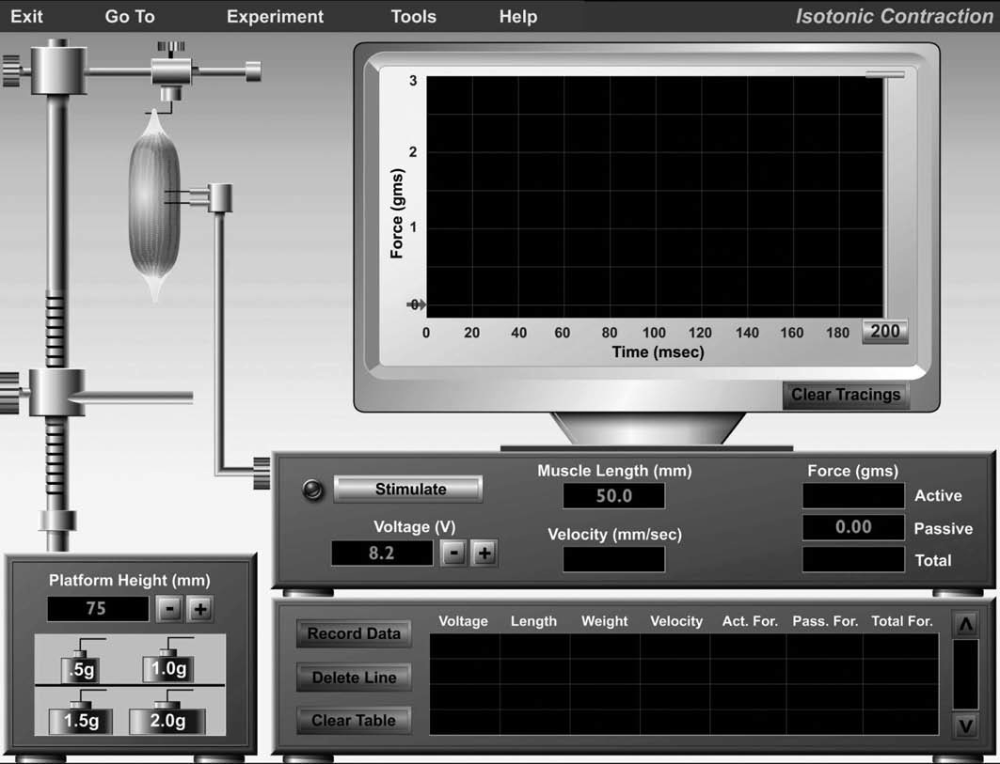 Exit Go To Experiment Tools Help Isotonic Contraction
3
2
1
0
Force (gms)
0 20 40 60 80 100 120 140 160 180 200
Time (msec)
Clear Tracings
Stimulate
Voltage (V)
8.2 - +
Muscle Length (mm)
50.0
Velocity (mm/sec)
Force (gms)
Active
0.00 Passive
Total
Platform Height (mm)
75 - +
.5g 1.0g
1.5g 2.0g
Record Data
Delete Line
Clear Table
Voltage Length Weight Velocity Act. For. Pass. For. Total For.